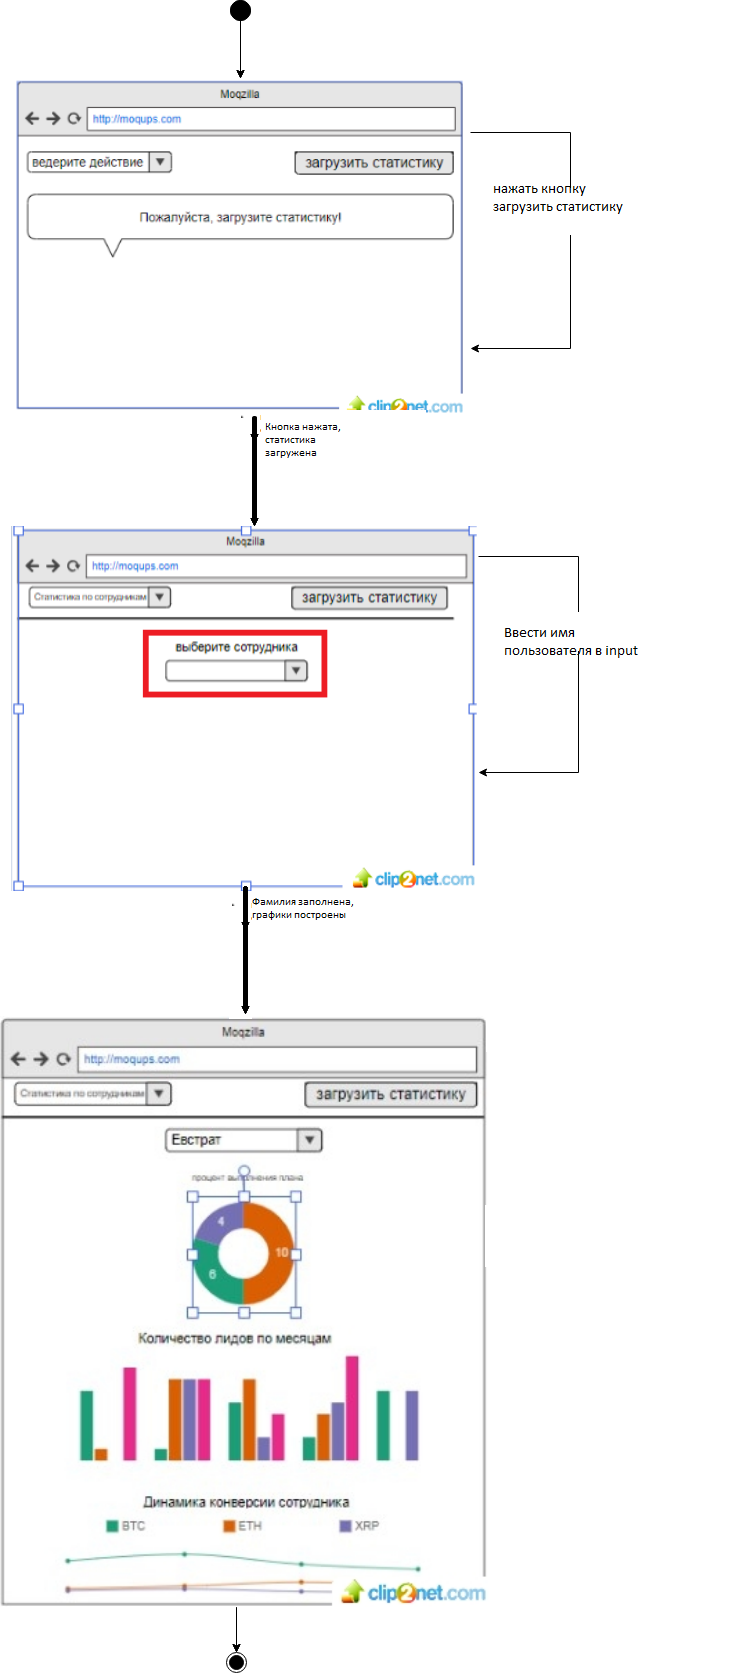 Moqzilla
http://moqups.com
ведерите действие
загрузить статистику
Пожалуйста, загрузите статистику!
нажать кнопку
загрузить статистику
clip2net.com
Кнопка нажата,
статистика
загружена
Moqzilla
http://moqups.com
Статистика по сотрудникам
загрузить статистику
выберите сотрудника
Ввести имя
пользователя в input
clip2net.com
Фамилия заполнена,
графики построены
Moqzilla
http://moqups.com
Статистика по сотрудникам
загрузить статистику
Евстрат
процент выполнения плана
4
10
6
Количество лидов по месяцам
Динамика конверсии сотрудника
BTC
ETH
XRP
clip2net.com